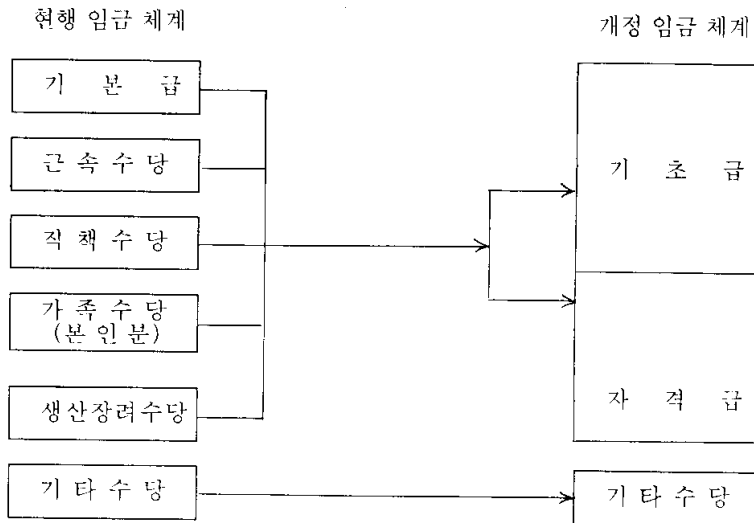 현행 임금 체계
개정 임금 체계
기 본 급
근 속 수 당
직 책 수 당
가 족 수 당
(본 인 분)
생산장려수당
기 타 수 당
기 초 급
자 격 급
기 타 수 당